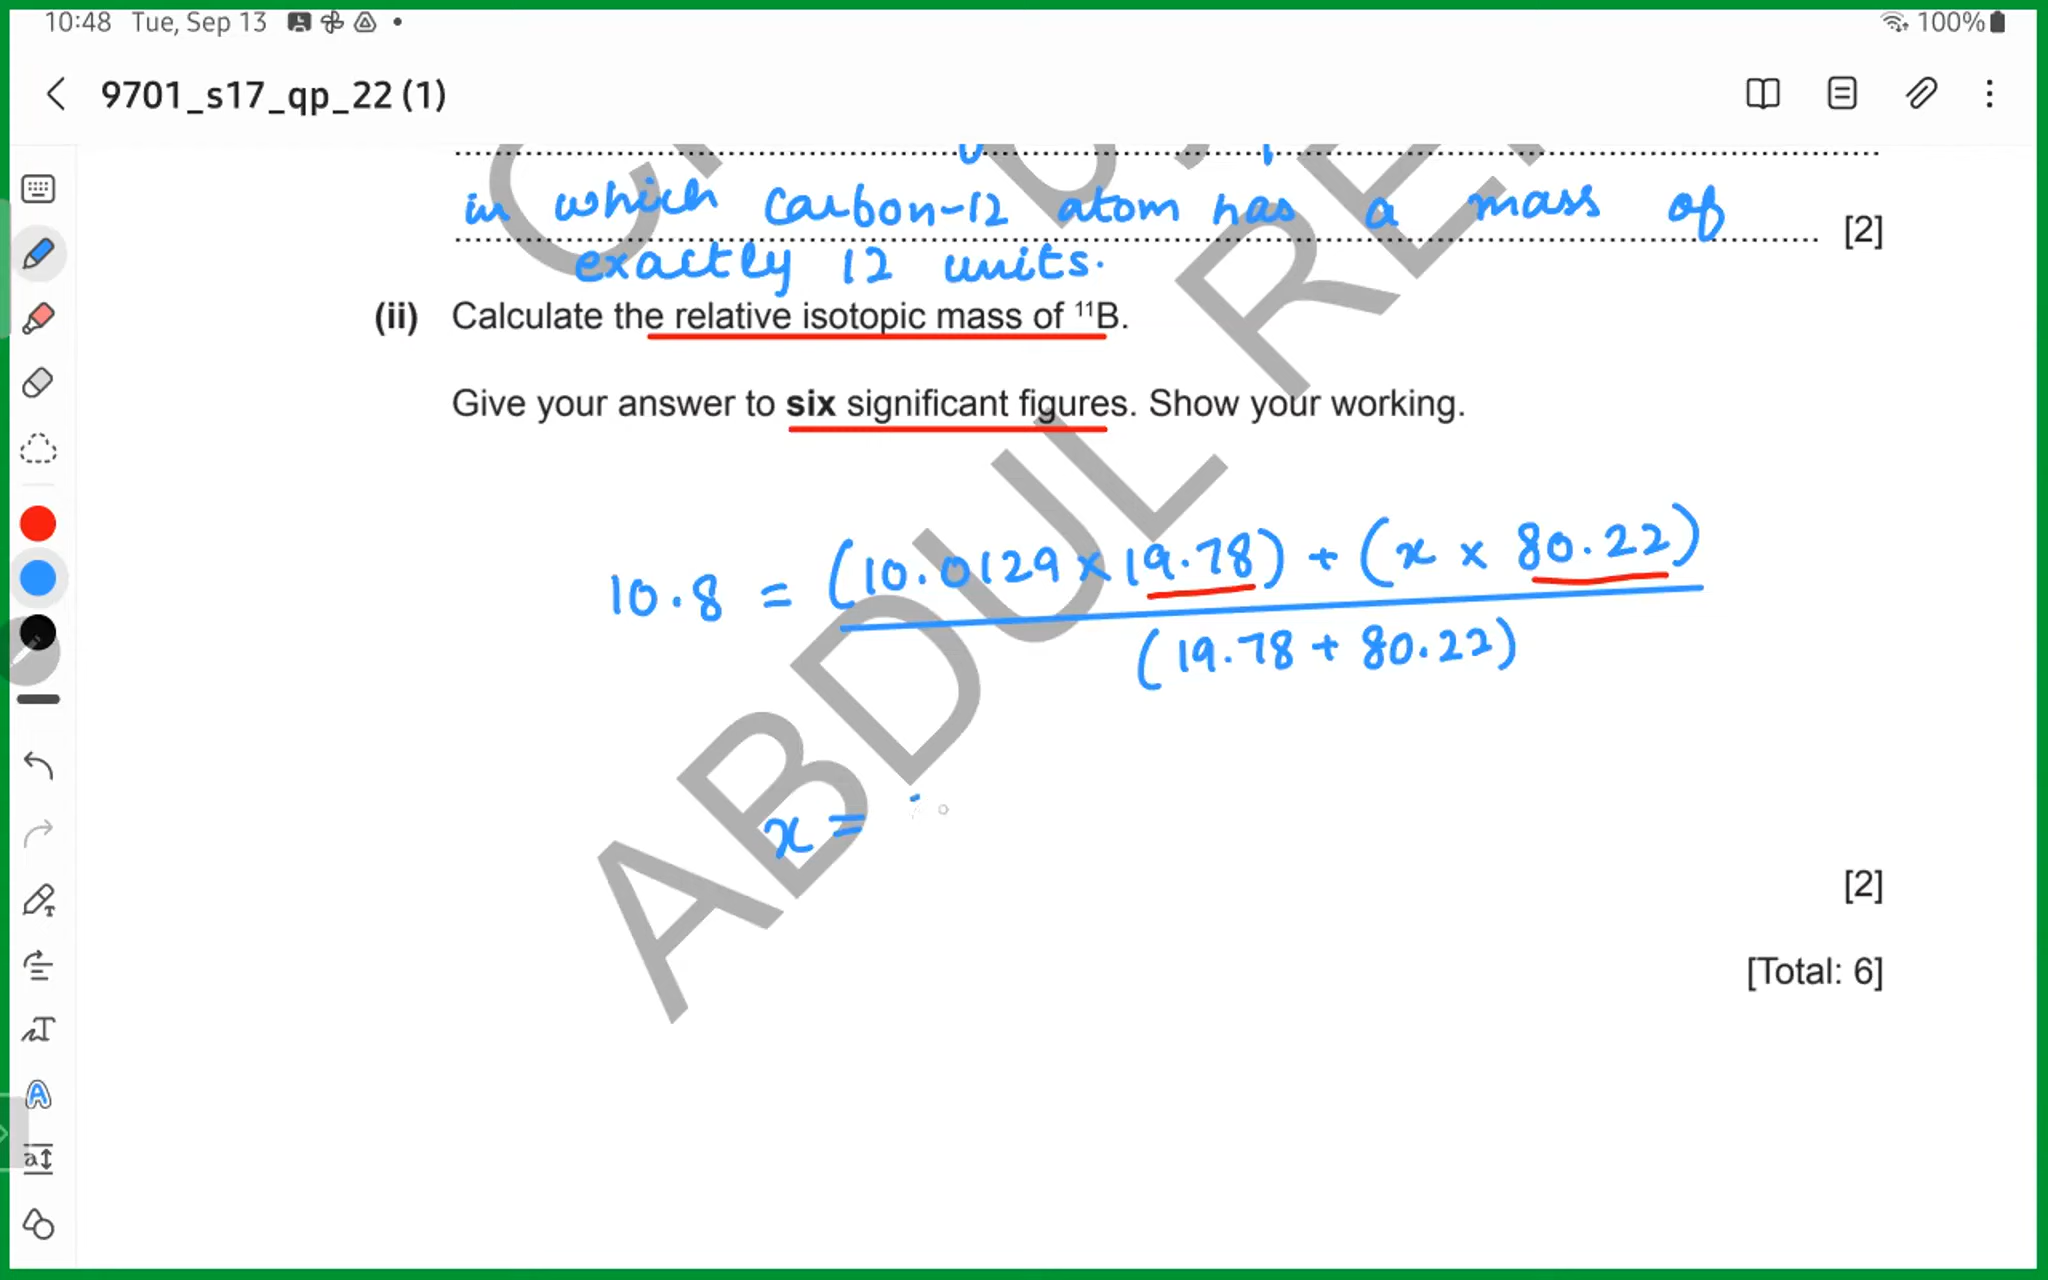 10:48 Tue, Sep 13 100%
9701_s17_qp_22 (1)
in which carbon-12 atom has a mass of [2]
exactly 12 units.
(ii) Calculate the relative isotopic mass of ¹¹B.
Give your answer to six significant figures. Show your working.
10.8 = (10.0129 × 19.78) + (x × 80.22)
(19.78 + 80.22)
x =
[2]
[Total: 6]
ABDUL RE